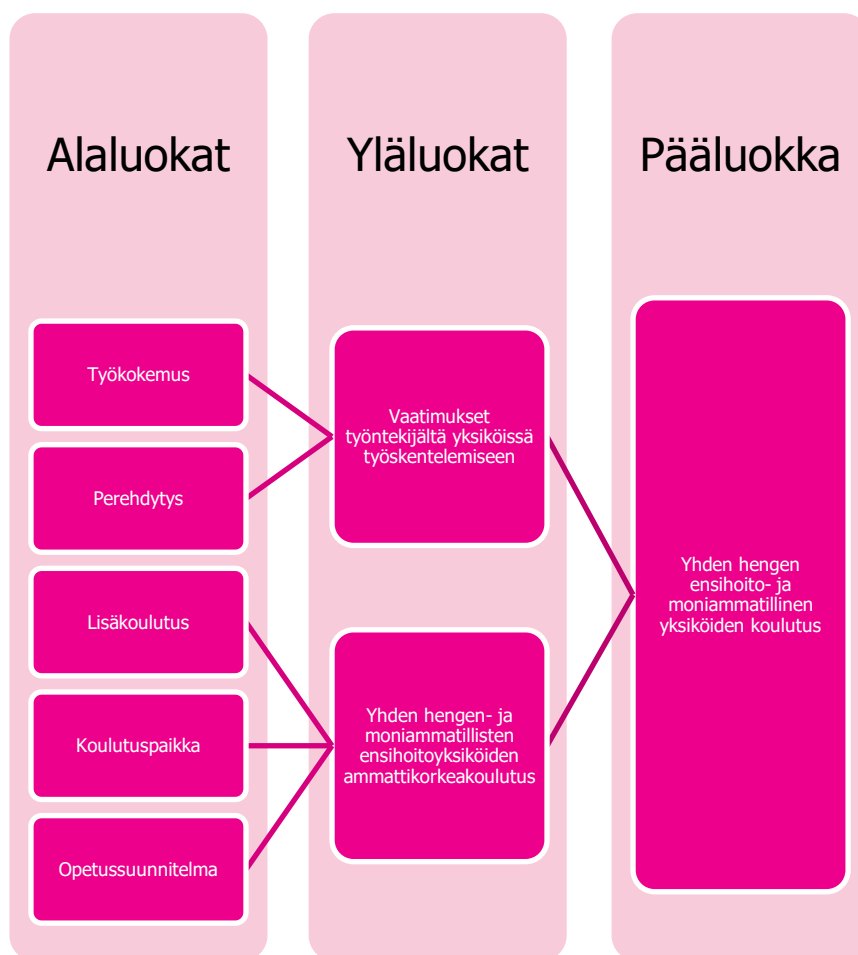 Alaluokat
Yläluokat
Pääluokka
Työkokemus
Perehdytys
Lisäkoulutus
Koulutuspaikka
Opetussuunnitelma
Vaatimukset
työntekijältä yksiköissä
työskentelemiseen
Yhden hengen- ja
moniammatillisten
ensihoitoyksiköiden
ammattikorkeakoulutus
Yhden hengen
ensihoito- ja
moniammatillinen
yksiköiden koulutus